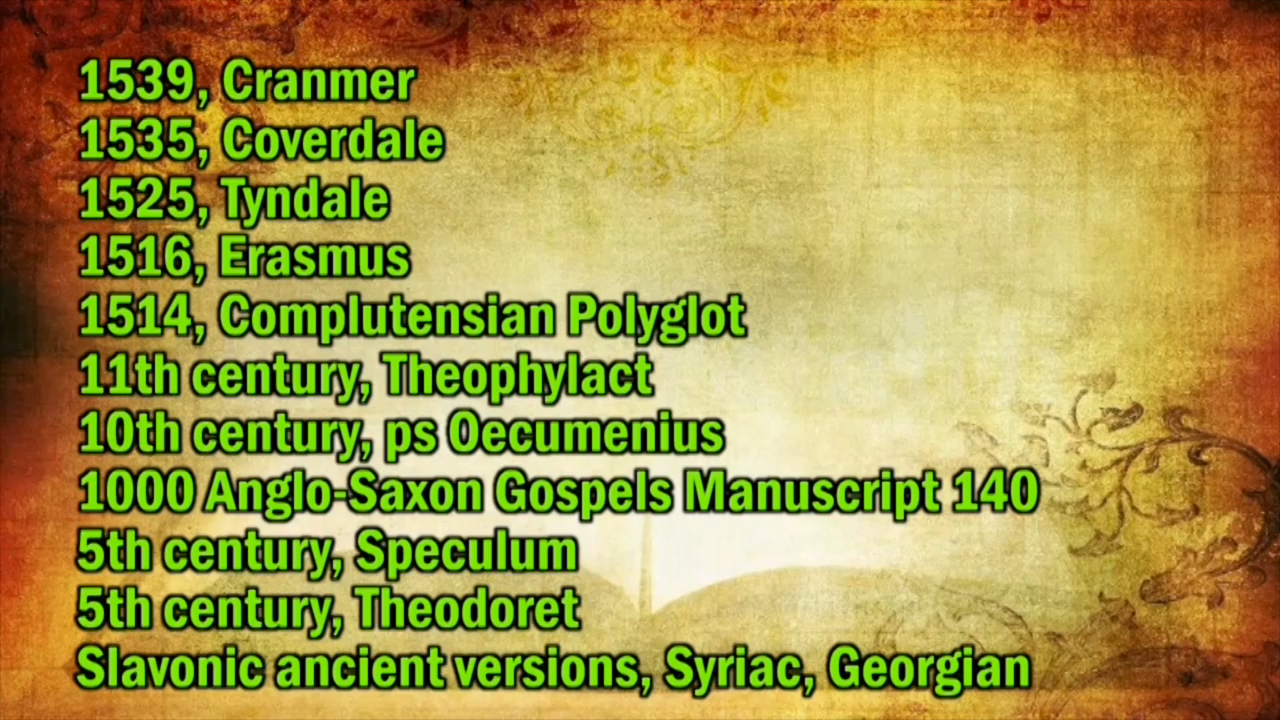 1539, Cranmer
1535, Coverdale
1525, Tyndale
1516, Erasmus
1514, Complutensian Polyglot
11th century, Theophylact
10th century, ps Oecumenius
1000 Anglo-Saxon Gospels Manuscript 140
5th century, Speculum
5th century, Theodoret
Slavonic ancient versions, Syriac, Georgian